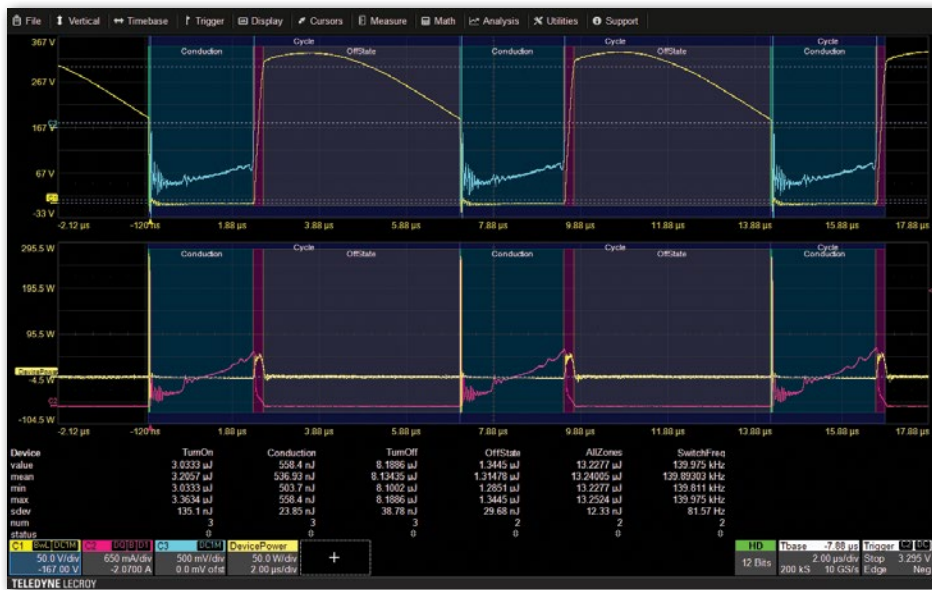 File Vertical Timebase Trigger Display Cursors Measure Math Analysis Utilities Support
367 V
Cycle Cycle Cycle
Conduction OffState Conduction OffState Conduction
267 V
167 V
67 V
-33 V
-2.12 µs -120 ns 1.88 µs 3.88 µs 5.88 µs 7.88 µs 9.88 µs 11.88 µs 13.88 µs 15.88 µs 17.88 µs
295.5 W
Cycle Cycle Cycle
Conduction OffState Conduction OffState Conduction
195.5 W
95.5 W
DevicePower
-4.5 W
-104.5 W
-2.12 µs 1.88 µs 3.88 µs 5.88 µs 7.88 µs 9.88 µs 11.88 µs 13.88 µs 15.88 µs 17.88 µs
Device TurnOn Conduction TurnOff OffState AllZones SwitchFreq
value 3.0333 µJ 558.4 nJ 8.1886 µJ 1.3445 µJ 13.2277 µJ 139.975 kHz
mean 3.2057 µJ 536.93 nJ 8.13435 µJ 1.31478 µJ 13.24005 µJ 139.89303 kHz
min 3.0333 µJ 503.7 nJ 8.1002 µJ 1.2851 µJ 13.2277 µJ 139.811 kHz
max 3.3634 µJ 558.4 nJ 8.1886 µJ 1.3445 µJ 13.2524 µJ 139.975 kHz
sdev 135.1 nJ 23.85 nJ 38.78 nJ 29.68 nJ 12.33 nJ 81.57 Hz
num 3 3 3 2 2 2
status 0 0 0 0 0 0
C1 BwL DC1M C2 C3 DC1M DevicePower HD Tbase -7.88 µs Trigger C2 DC
50.0 V/div 650 mA/div 500 mV/div 50.0 W/div + 12 Bits 2.00 µs/div Stop 3.295 V
-167.00 V -2.0700 A 0.0 mV ofst 2.00 µs/div 200 kS 10 GS/s Edge Neg
TELEDYNE LECROY